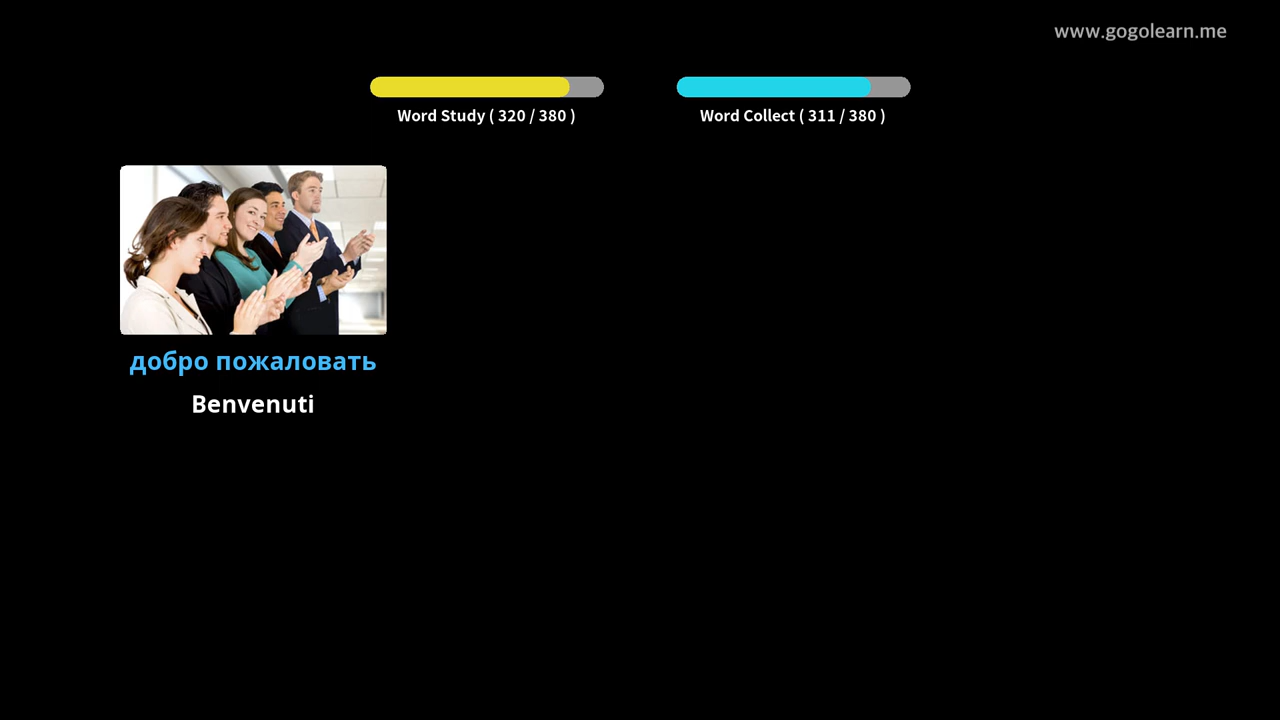 www.gogolearn.me
Word Study ( 320 / 380 )
Word Collect ( 311 / 380 )
добро пожаловать
Benvenuti